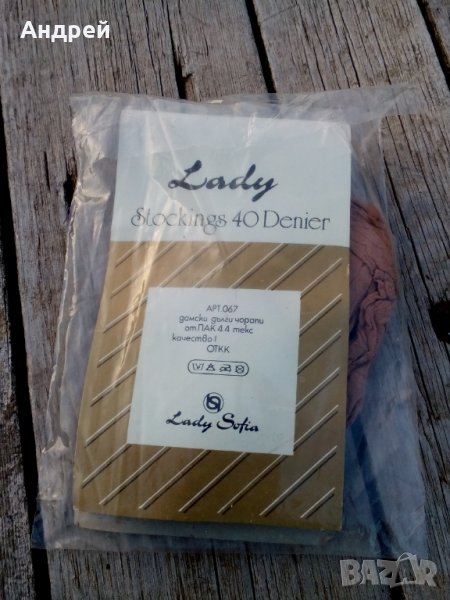 Андрей
Lady
Stockings 40 Denier
АРТ.067
дамски дълги чорапи
от ПАК 4.4 текс
качество I
ОТКК
Lady Sofia
BAZAR